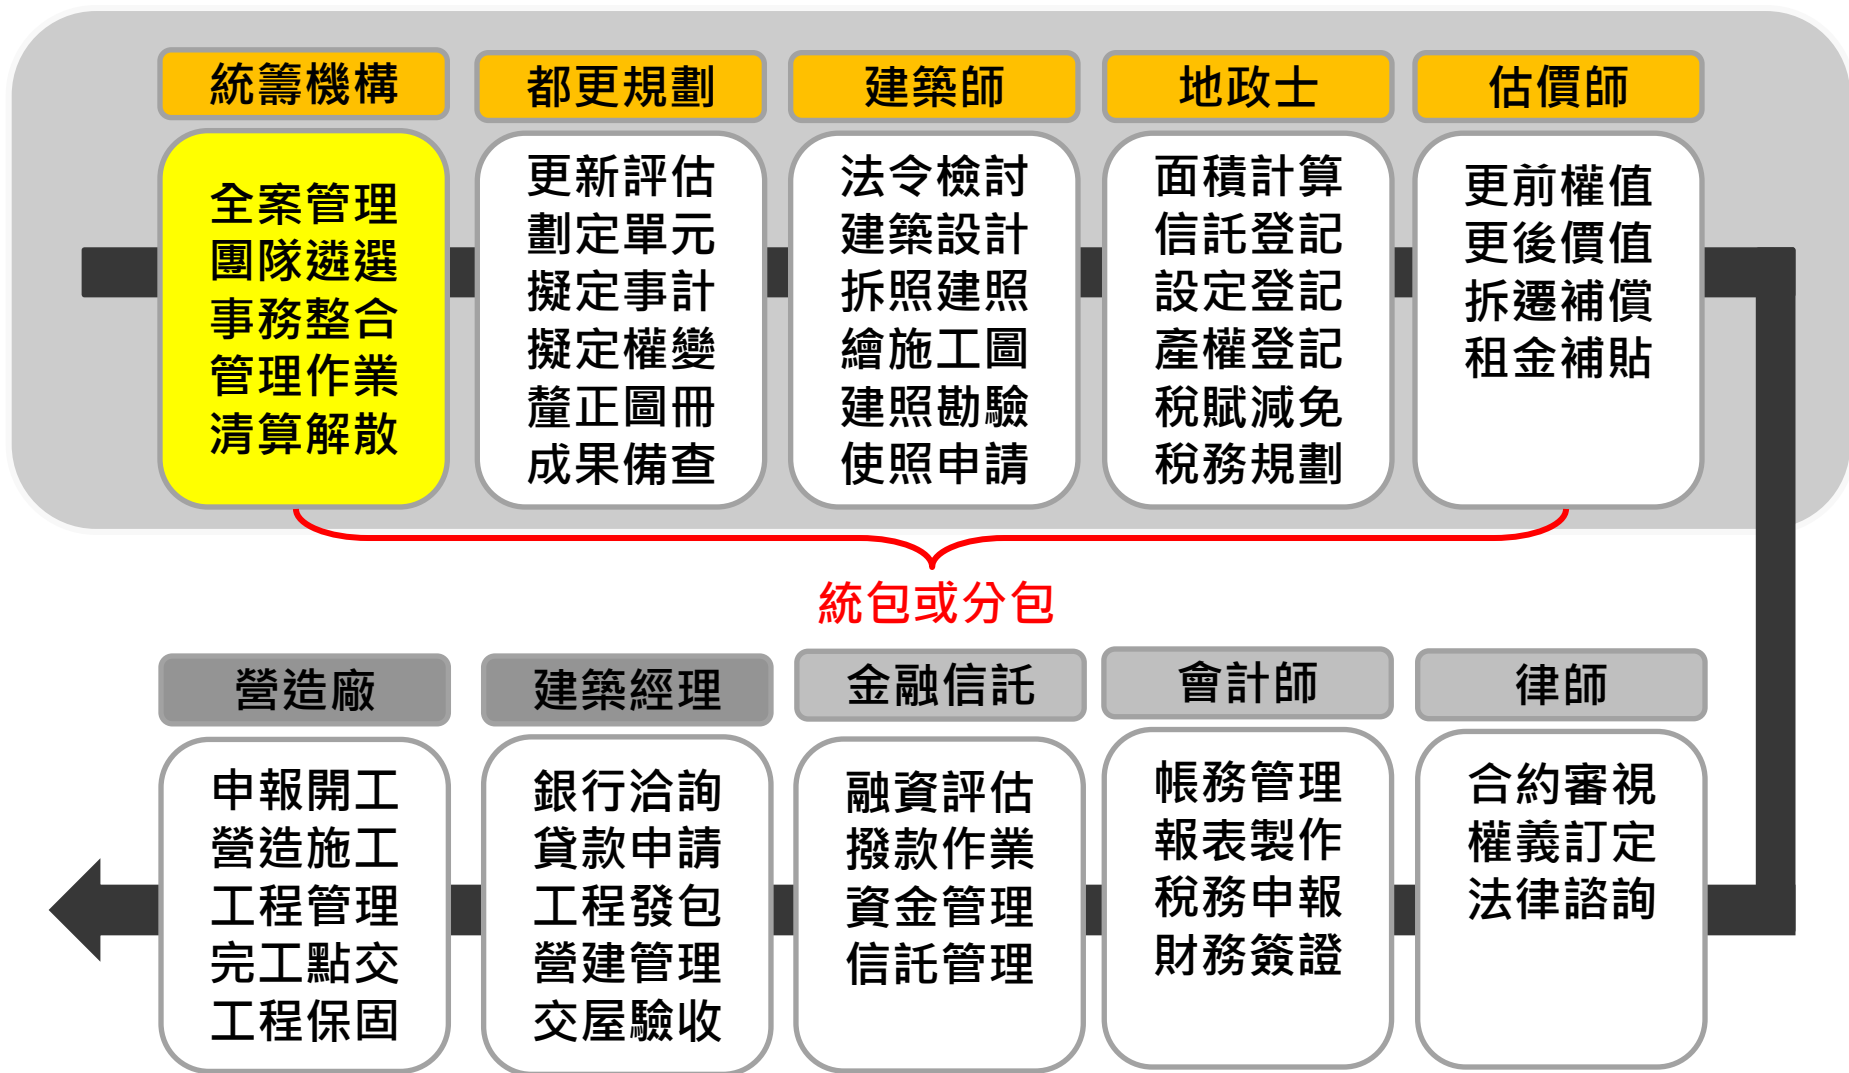 統籌機構
全案管理
團隊遴選
事務整合
管理作業
清算解散
都更規劃
更新評估
劃定單元
擬定事計
擬定權變
釐正圖冊
成果備查
建築師
法令檢討
建築設計
拆照建照
繪施工圖
建照勘驗
使照申請
地政士
面積計算
信託登記
設定登記
產權登記
稅賦減免
稅務規劃
估價師
更前權值
更後價值
拆遷補償
租金補貼
統包或分包
律師
合約審視
權義訂定
法律諮詢
會計師
帳務管理
報表製作
稅務申報
財務簽證
金融信託
融資評估
撥款作業
資金管理
信託管理
建築經理
銀行洽詢
貸款申請
工程發包
營建管理
交屋驗收
營造廠
申報開工
營造施工
工程管理
完工點交
工程保固